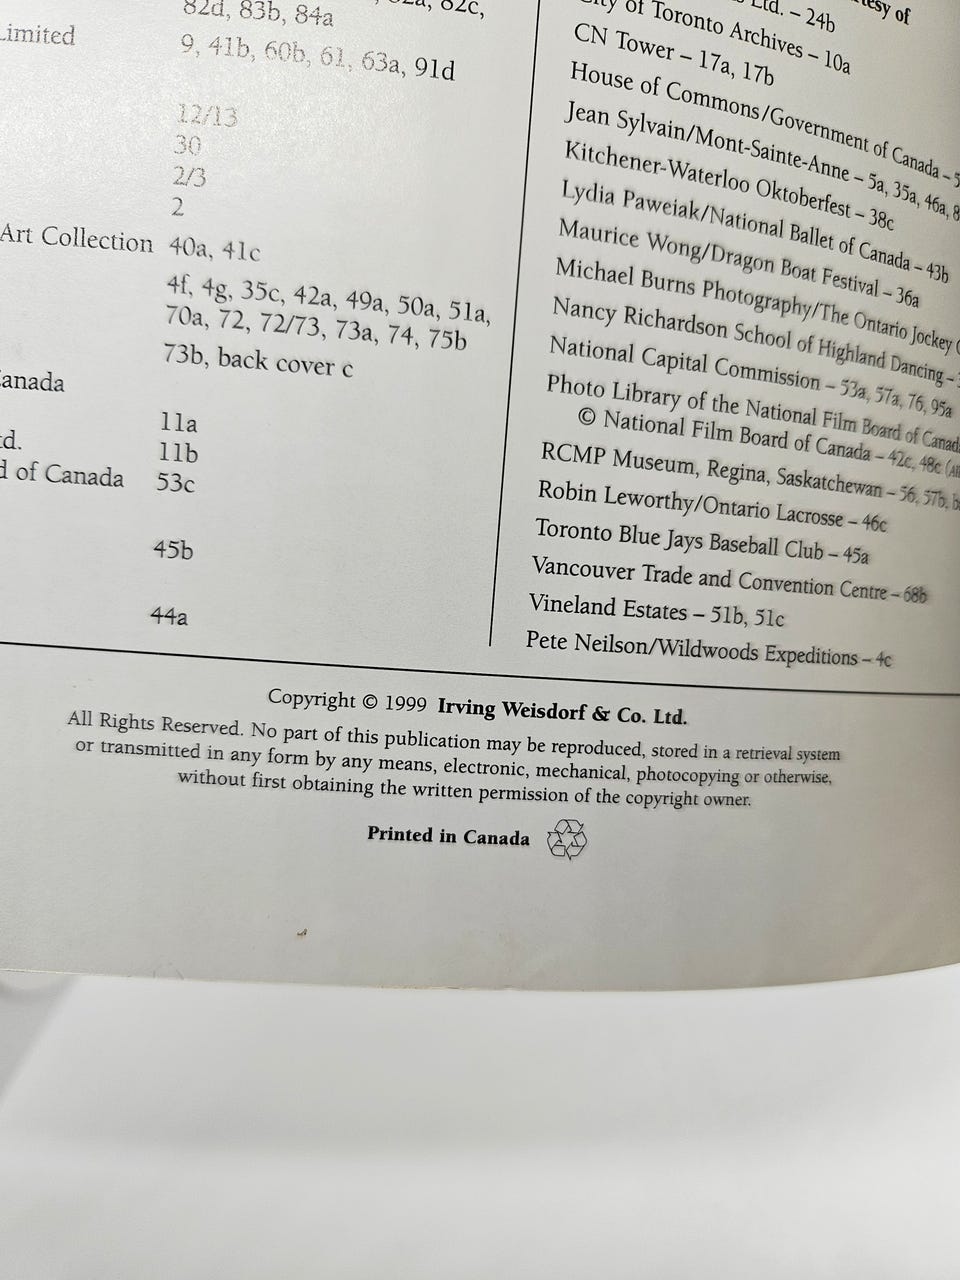 82d, 83b, 84a
Limited
9, 41b, 60b, 61, 63a, 91d
12/13
30
2/3
2
Art Collection 40a, 41c
4f, 4g, 35c, 42a, 49a, 50a, 51a,
70a, 72, 72/73, 73a, 74, 75b
73b, back cover c
anada
11a
td. 11b
d of Canada 53c
45b
44a
Ltd. – 24b
City of Toronto Archives – 10a
CN Tower – 17a, 17b
House of Commons/Government of Canada – 5
Jean Sylvain/Mont-Sainte-Anne – 5a, 35a, 46a, 8
Kitchener-Waterloo Oktoberfest – 38c
Lydia Paweiak/National Ballet of Canada – 43b
Maurice Wong/Dragon Boat Festival – 36a
Michael Burns Photography/The Ontario Jockey
Nancy Richardson School of Highland Dancing –
National Capital Commission – 53a, 57a, 76, 95a
Photo Library of the National Film Board of Canad
© National Film Board of Canada – 42c, 48c
RCMP Museum, Regina, Saskatchewan – 56, 57b,
Robin Leworthy/Ontario Lacrosse – 46c
Toronto Blue Jays Baseball Club – 45a
Vancouver Trade and Convention Centre – 68b
Vineland Estates – 51b, 51c
Pete Neilson/Wildwoods Expeditions – 4c
Copyright © 1999 Irving Weisdorf & Co. Ltd.
All Rights Reserved. No part of this publication may be reproduced, stored in a retrieval system
or transmitted in any form by any means, electronic, mechanical, photocopying or otherwise,
without first obtaining the written permission of the copyright owner.
Printed in Canada